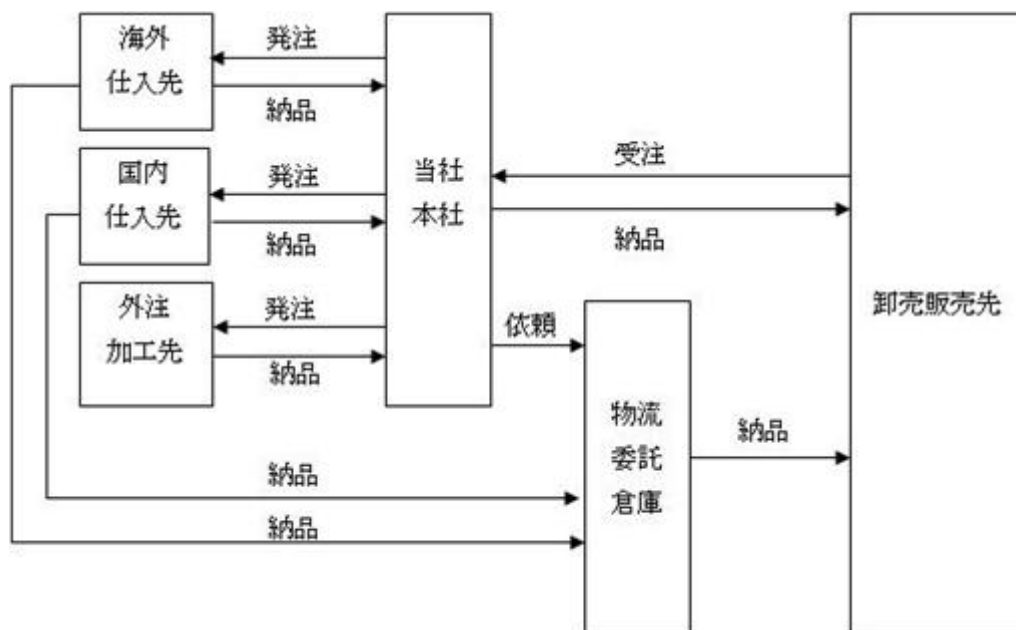 海外
仕入先
発注
納品
国内
仕入先
発注
納品
外注
加工先
発注
納品
当社
本社
受注
納品
依頼
卸売販売先
物流
委託
倉庫
納品
納品
納品